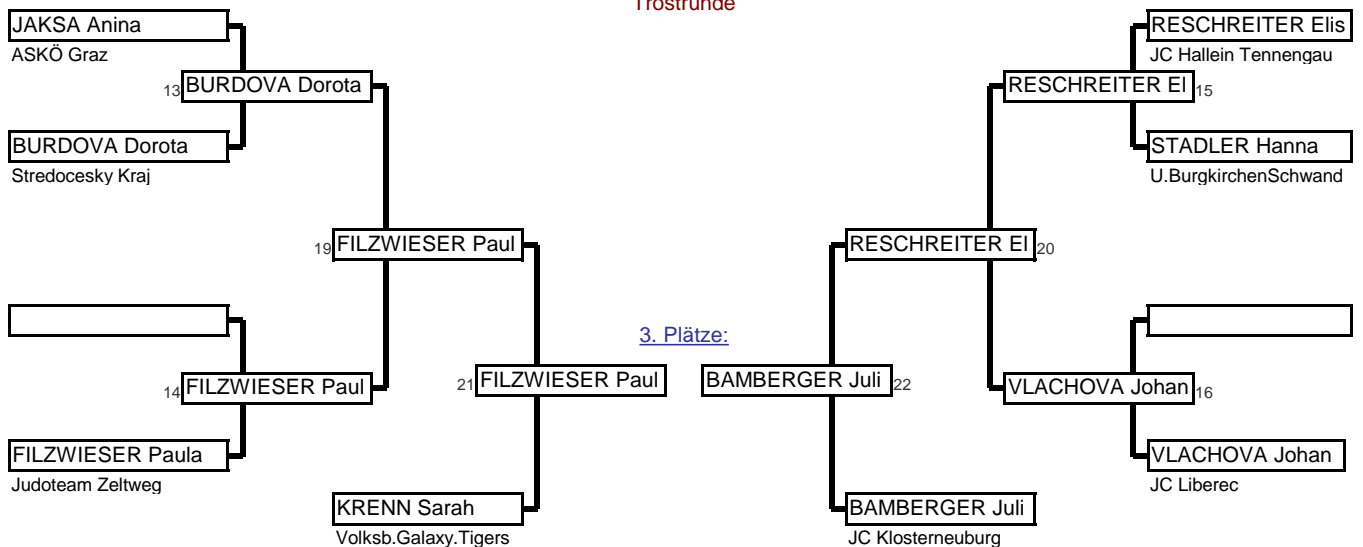 Trostrunde
JAKSA Anina
ASKÖ Graz
13 BURDOVA Dorota
BURDOVA Dorota
Stredocesky Kraj
19 FILZWIESER Paul
14 FILZWIESER Paul
FILZWIESER Paula
Judoteam Zeltweg
21 FILZWIESER Paul
KRENN Sarah
Volksb.Galaxy.Tigers
3. Plätze:
RESCHREITER Elis
JC Hallein Tennengau
RESCHREITER El 15
STADLER Hanna
U.BurgkirchenSchwand
RESCHREITER El 20
BAMBERGER Juli 22
VLACHOVA Johan 16
VLACHOVA Johan
JC Liberec
BAMBERGER Juli
JC Klosterneuburg